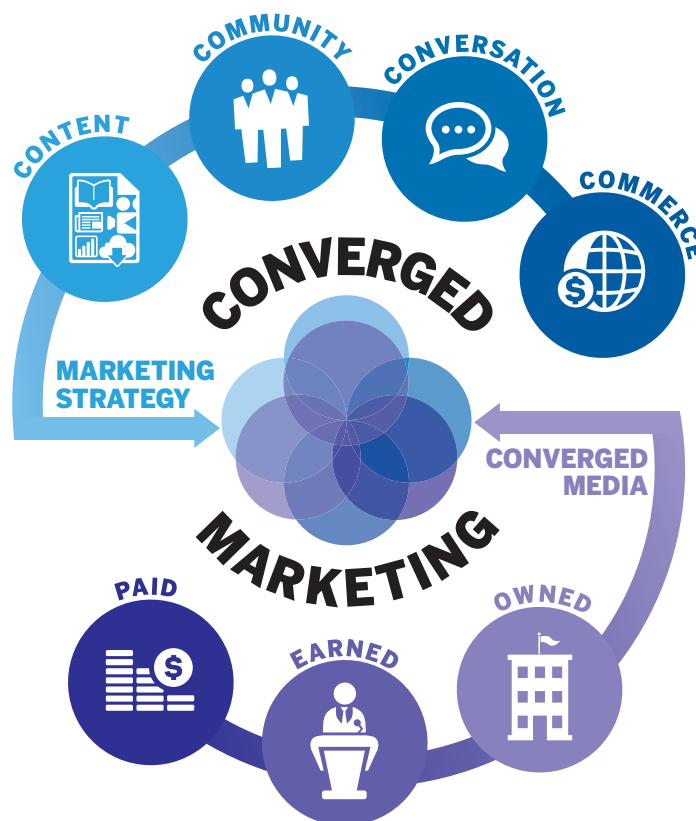 COMMUNITY
CONVERSATION
CONTENT
COMMERCE
CONVERGED
MARKETING
STRATEGY
CONVERGED
MEDIA
MARKETING
PAID
OWNED
EARNED
$
$